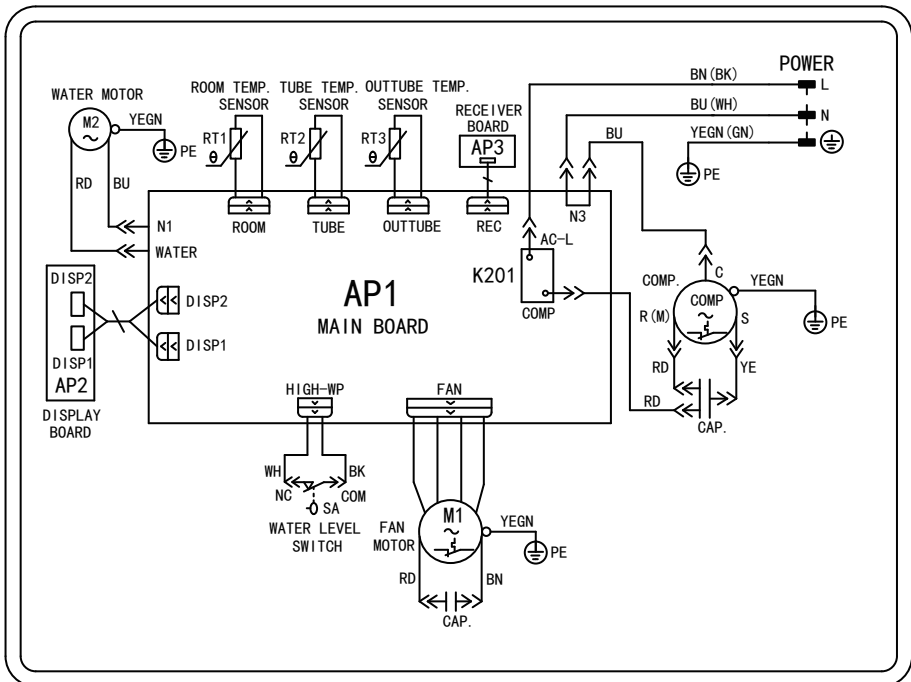 POWER
BN(BK)
L
BU(WH)
N
YEGN(GN)
PE
BU
WATER MOTOR
M2
YEGN
PE
RD
BU
ROOM TEMP.
SENSOR
RT1
θ
TUBE TEMP.
SENSOR
RT2
θ
OUTTUBE TEMP.
SENSOR
RT3
θ
RECEIVER
BOARD
AP3
ROOM
TUBE
OUTTUBE
REC
N3
N1
WATER
AC-L
K201
COMP
AP1
MAIN BOARD
DISP2
DISP1
AP2
DISPLAY
BOARD
DISP2
DISP1
COMP.
C
COMP
YEGN
PE
R(M)
S
RD
YE
RD
CAP.
HIGH-WP
FAN
WH
BK
NC
COM
SA
WATER LEVEL
SWITCH
FAN
MOTOR
M1
YEGN
PE
RD
BN
CAP.